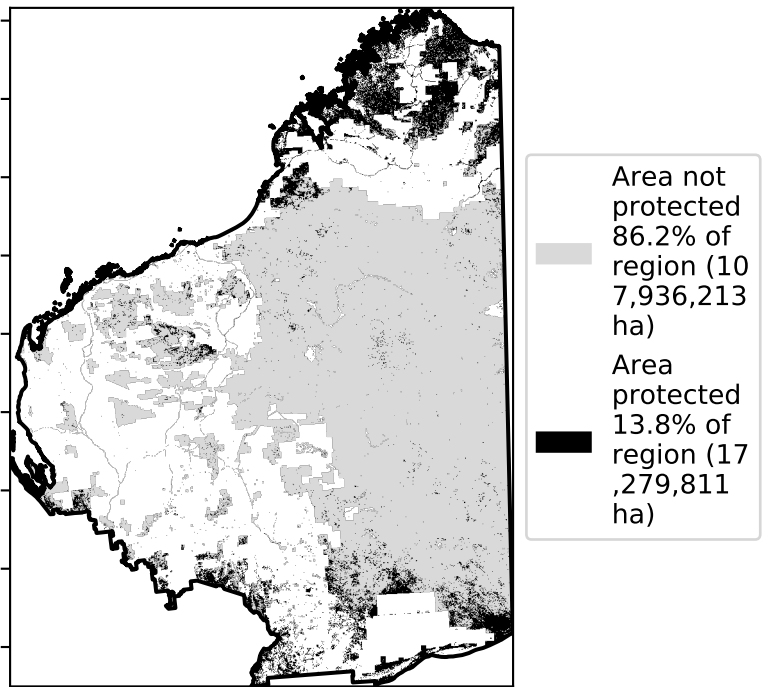 Area not
protected
86.2% of
region (10
7,936,213
ha)
Area
protected
13.8% of
region (17
,279,811
ha)